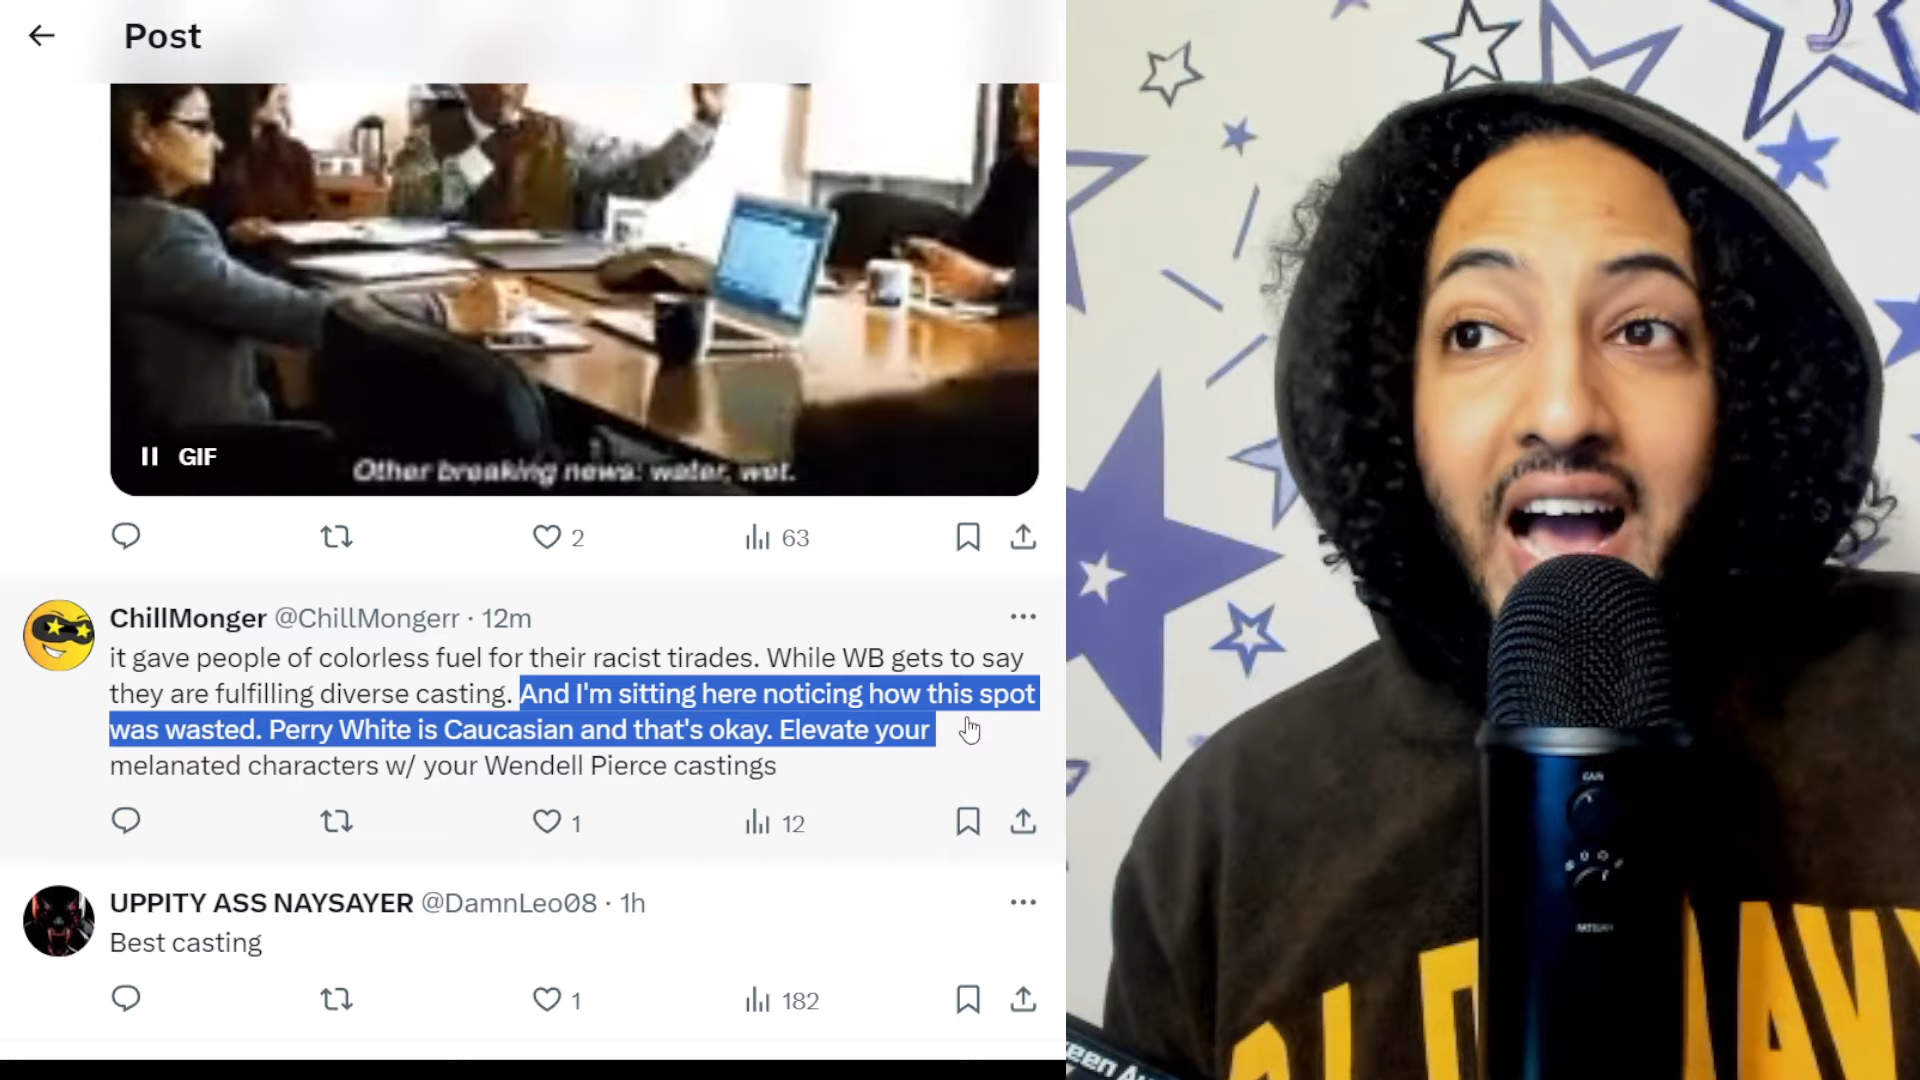 Post
GIF
Other breaking news: water, wet.
2
63
ChillMonger @ChillMongerr · 12m
it gave people of colorless fuel for their racist tirades. While WB gets to say
they are fulfilling diverse casting. And I'm sitting here noticing how this spot
was wasted. Perry White is Caucasian and that's okay. Elevate your
melanated characters w/ your Wendell Pierce castings
1
12
UPPITY ASS NAYSAYER @DamnLeo08 · 1h
Best casting
1
182
GAIN